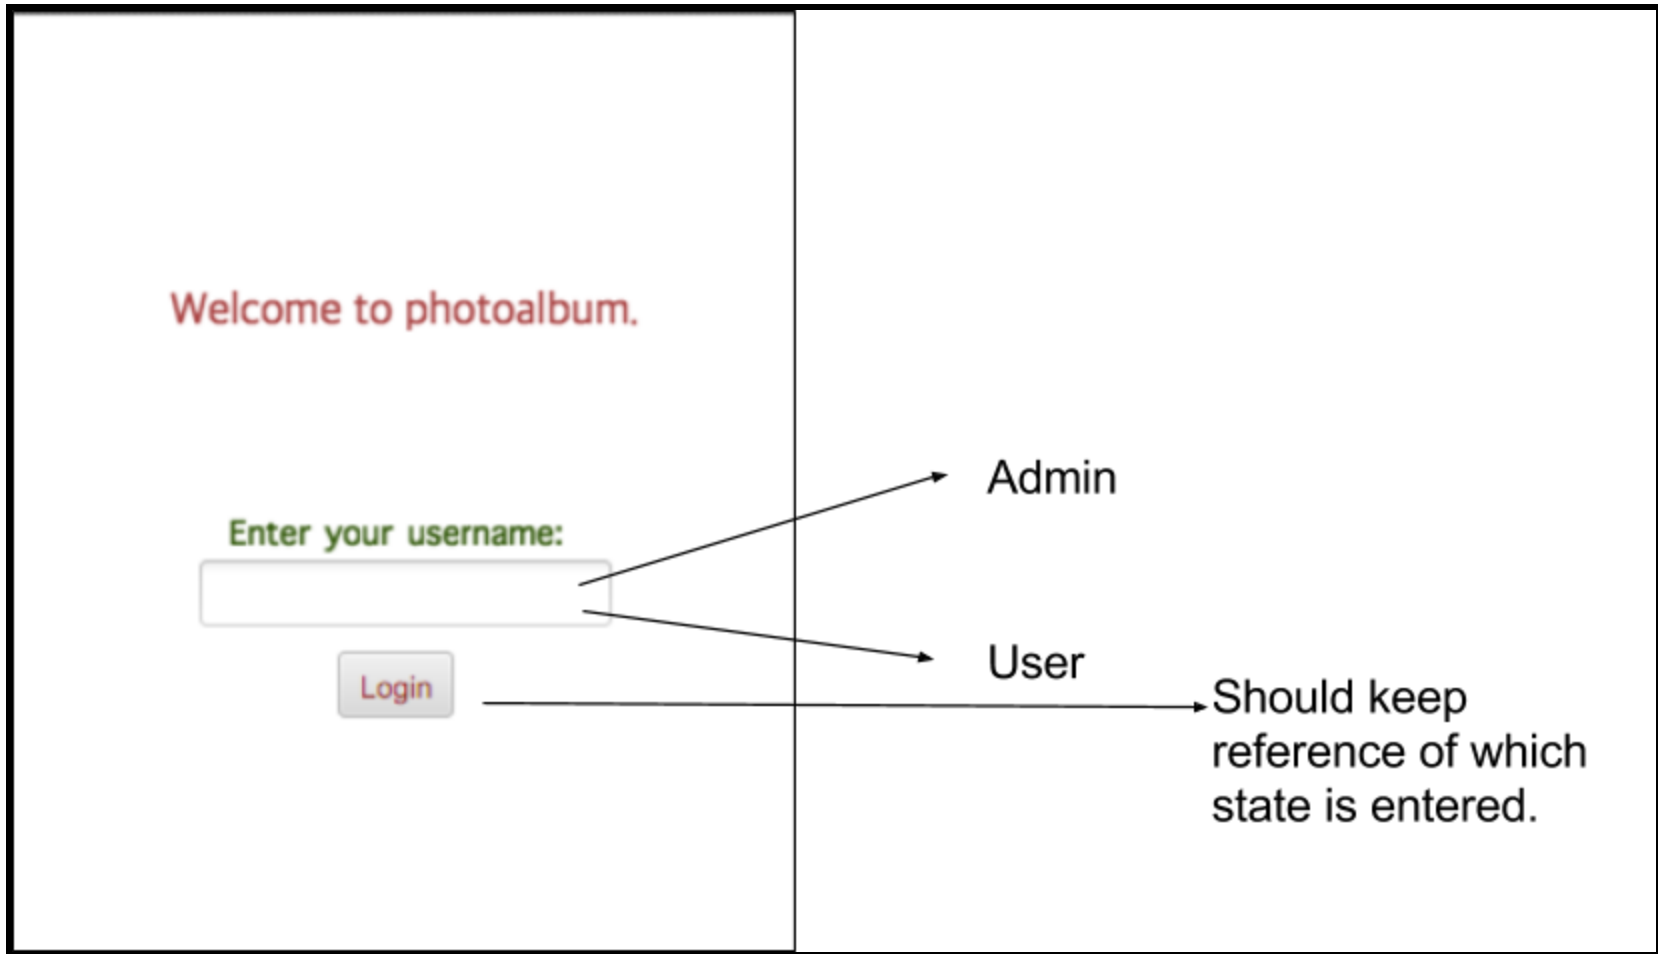 Welcome to photoalbum.
Enter your username:
Login
Admin
User
Should keep
reference of which
state is entered.